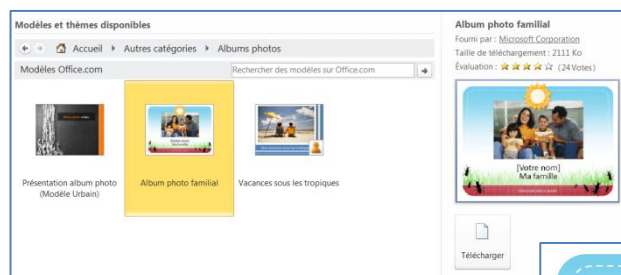 Modèles et thèmes disponibles
Accueil
Autres catégories
Albums photos
Modèles Office.com
Rechercher des modèles sur Office.com
Présentation album photo
(Modèle Urbain)
Album photo familial
Vacances sous les tropiques
Album photo familial
Fourni par : Microsoft Corporation
Taille de téléchargement : 2111 Ko
Évaluation : (24 Votes)
[Votre nom]
Ma famille
Télécharger